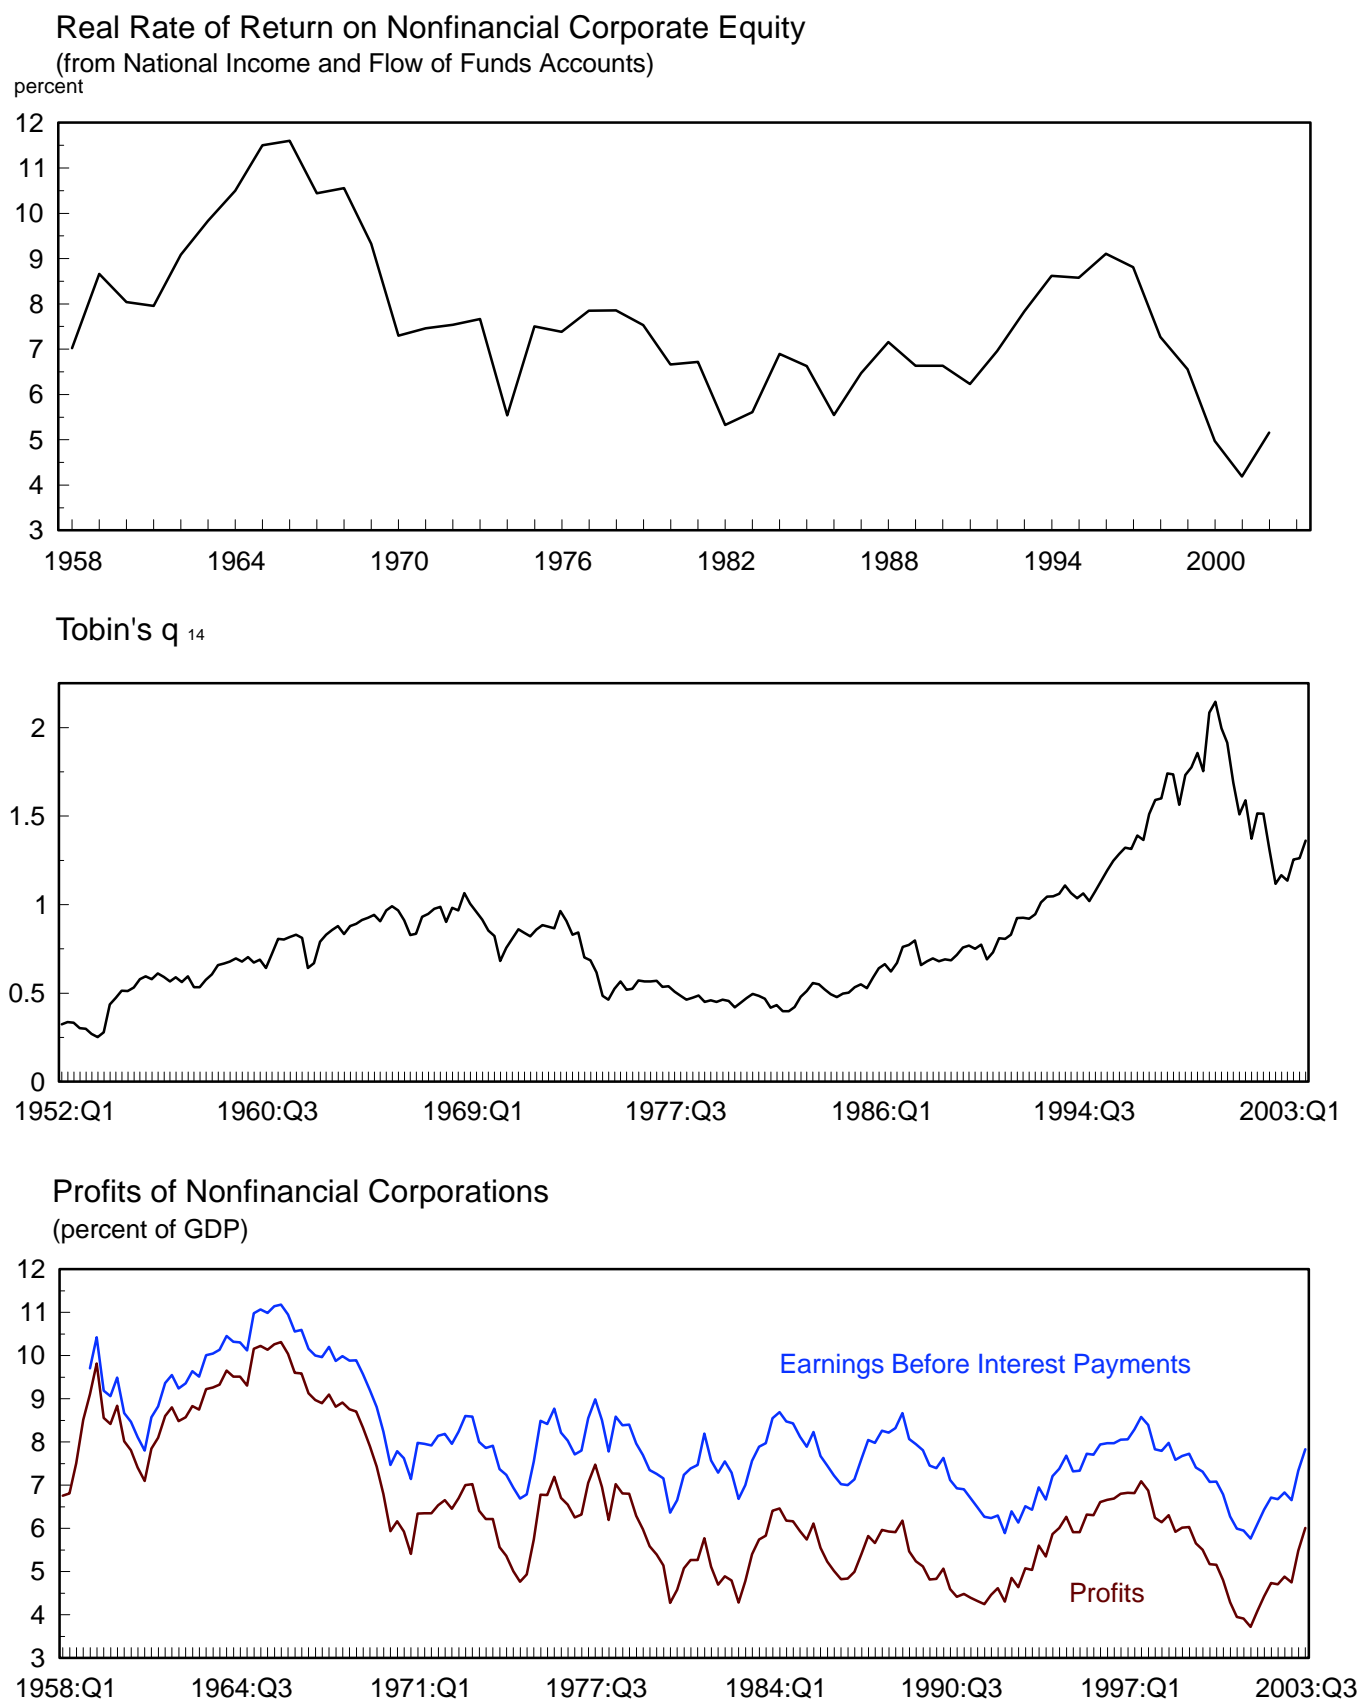 Real Rate of Return on Nonfinancial Corporate Equity
(from National Income and Flow of Funds Accounts)
percent
12
11
10
9
8
7
6
5
4
3
1958 1964 1970 1976 1982 1988 1994 2000
Tobin's q 14
2
1.5
1
0.5
0
1952:Q1 1960:Q3 1969:Q1 1977:Q3 1986:Q1 1994:Q3 2003:Q1
Profits of Nonfinancial Corporations
(percent of GDP)
12
11
10
Earnings Before Interest Payments
9
8
7
6
5
Profits
4
3
1958:Q1 1964:Q3 1971:Q1 1977:Q3 1984:Q1 1990:Q3 1997:Q1 2003:Q3